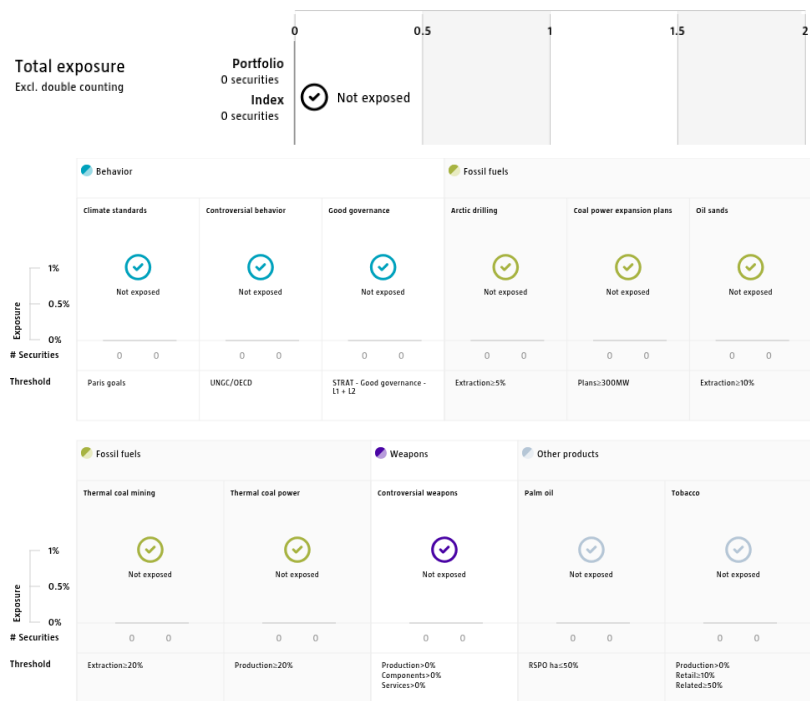 0 0.5 1 1.5 2
Total exposure
Excl. double counting
Portfolio
0 securities
Index
0 securities
Not exposed
Behavior Fossil fuels
Climate standards Controversial behavior Good governance Arctic drilling Coal power expansion plans Oil sands
Exposure
1%
0.5%
0%
Not exposed Not exposed Not exposed Not exposed Not exposed Not exposed
# Securities 0 0 0 0 0 0 0 0 0 0 0 0
Threshold Paris goals UNGC/OECD STRAT - Good governance - Extraction≥5% Plans≥300MW Extraction≥10%
L1 + L2
Fossil fuels Weapons Other products
Thermal coal mining Thermal coal power Controversial weapons Palm oil Tobacco
Exposure
1%
0.5%
0%
Not exposed Not exposed Not exposed Not exposed Not exposed
# Securities 0 0 0 0 0 0 0 0 0 0
Threshold Extraction≥20% Production≥20% Production>0% RSPO ha≤50% Production>0%
Components>0% Retail≥10%
Services>0% Related≥50%